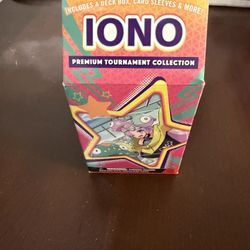 INCLUDES A DECK BOX, CARD SLEEVES & MORE!
IONO
PREMIUM TOURNAMENT COLLECTION